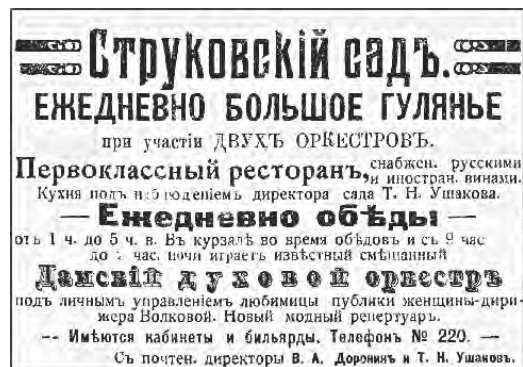 Струковскій садъ.
ЕЖЕДНЕВНО БОЛЬШОЕ ГУЛЯНЬЕ
при участіи ДВУХЪ ОРКЕСТРОВЪ.
Первоклассный ресторанъ, снабжен. русскими и иностран. винами.
Кухня подъ наблюденіемъ директора сада Т. Н. Ушакова.
— Ежедневно обѣды —
отъ 1 ч. до 5 ч. в. Въ курзалѣ во время обѣдовъ и съ 9 час
до час. ночи играетъ извѣстный смѣшанный
Дамскій духовой оркестръ
подъ личнымъ управленіемъ любимицы публики женщины-дири-
жера Волковой. Новый модный репертуаръ.
-- Имѣются кабинеты и бильярды. Телефонъ № 220. —
Съ почтен. директоры В. А. Доронинъ и Т. Н. Ушаковъ.